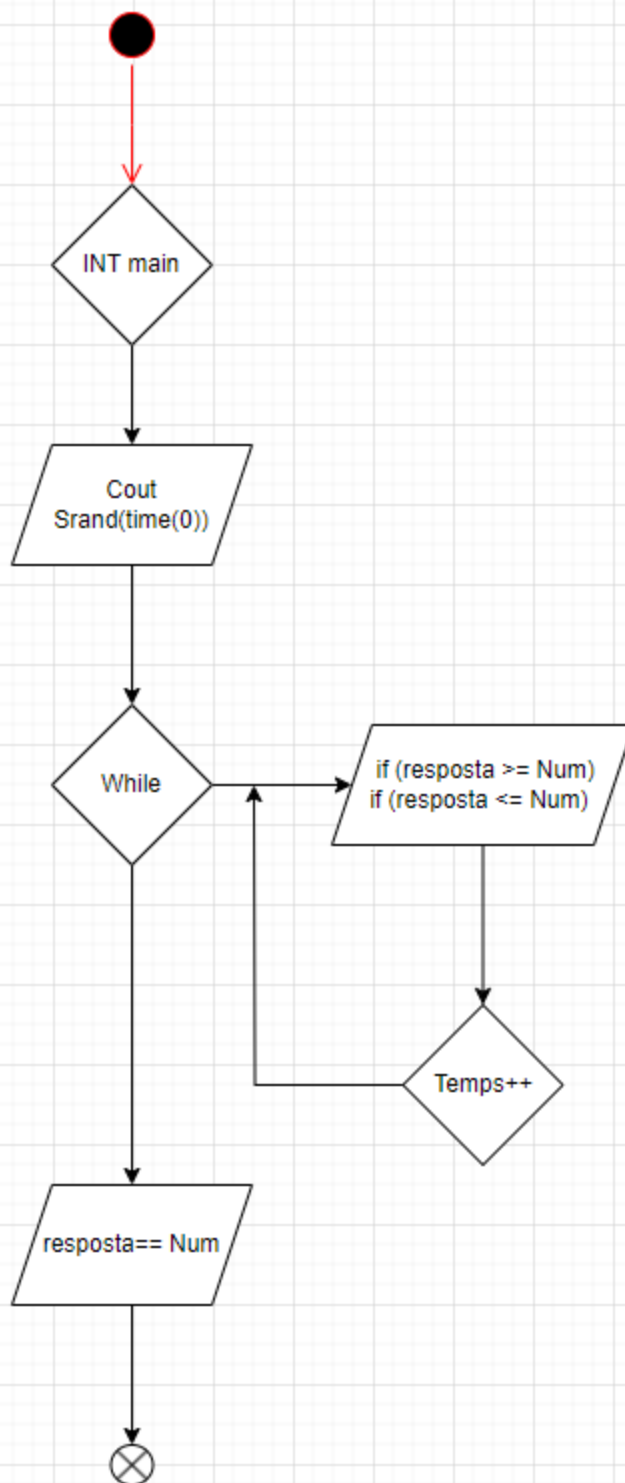 INT main
Cout
Srand(time(0))
While
if (resposta >= Num)
if (resposta <= Num)
Temps++
resposta== Num